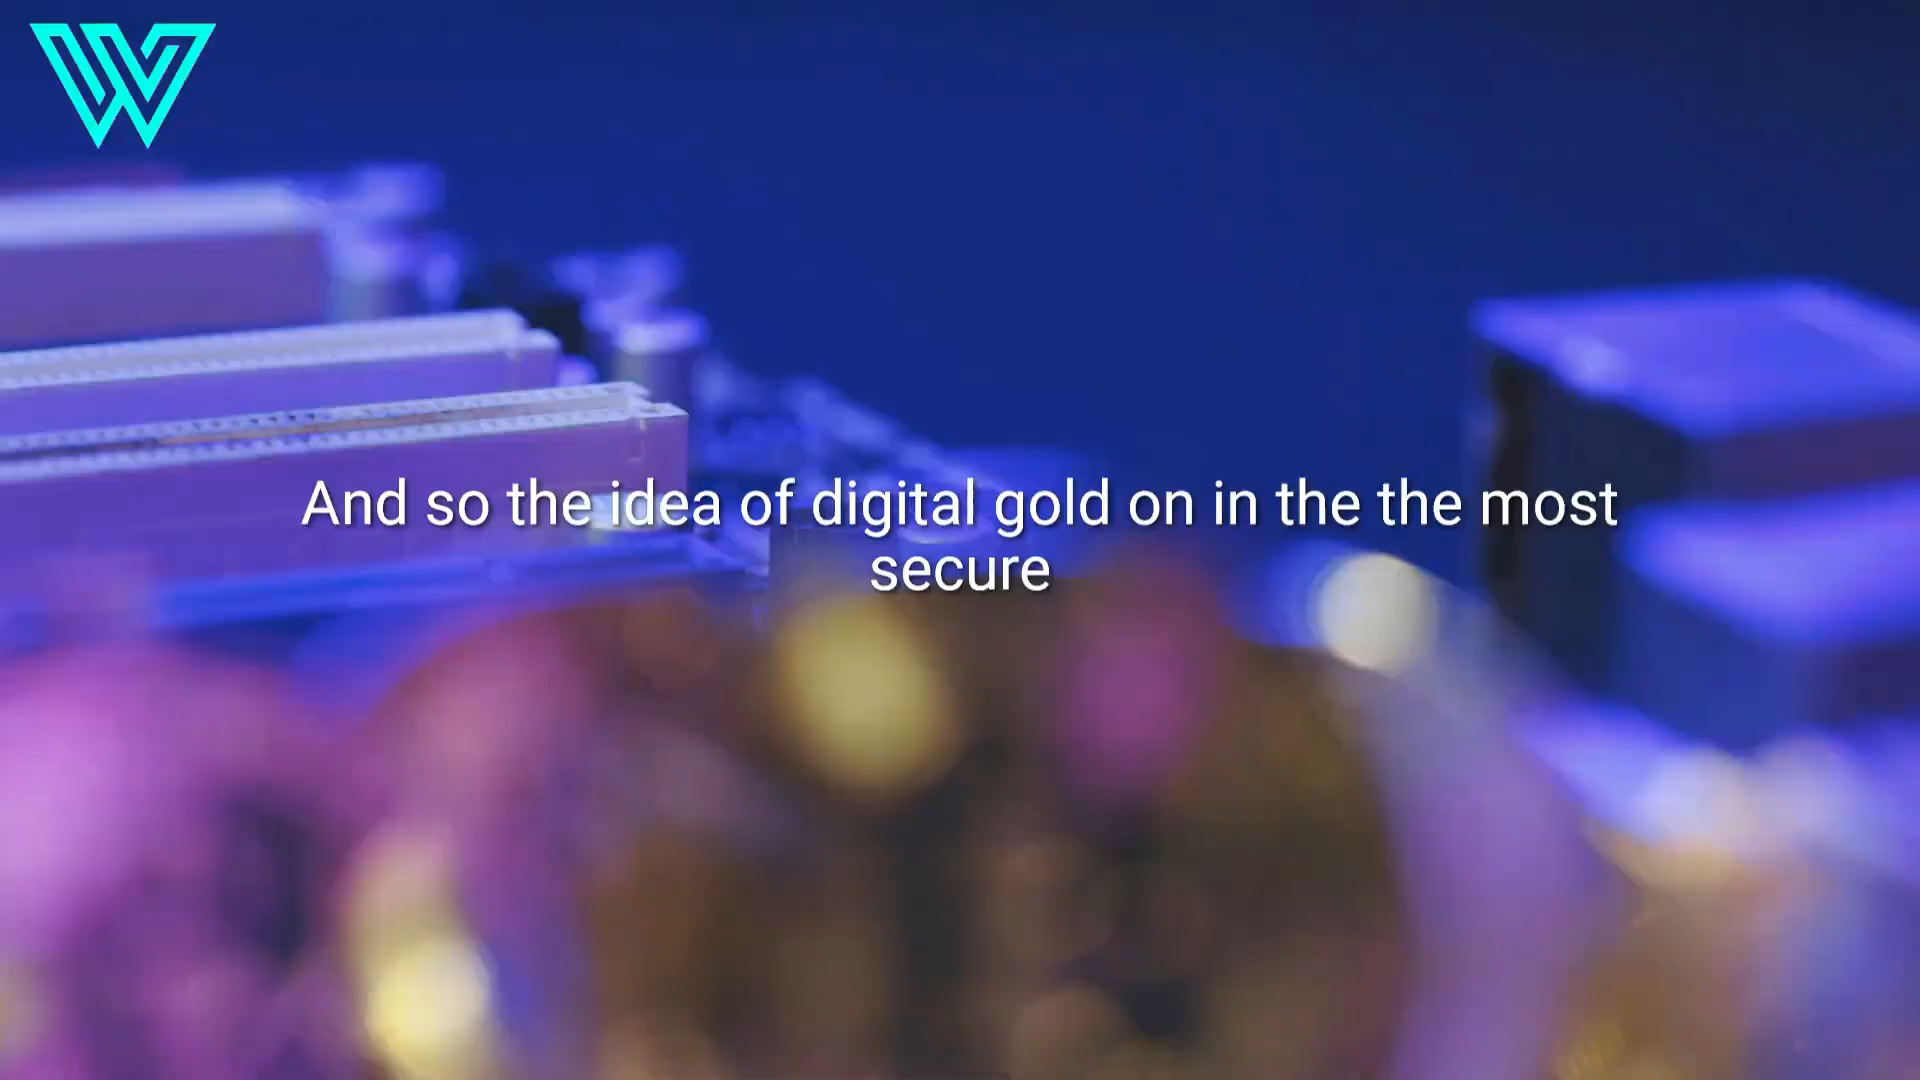 And so the idea of digital gold on in the the most
secure